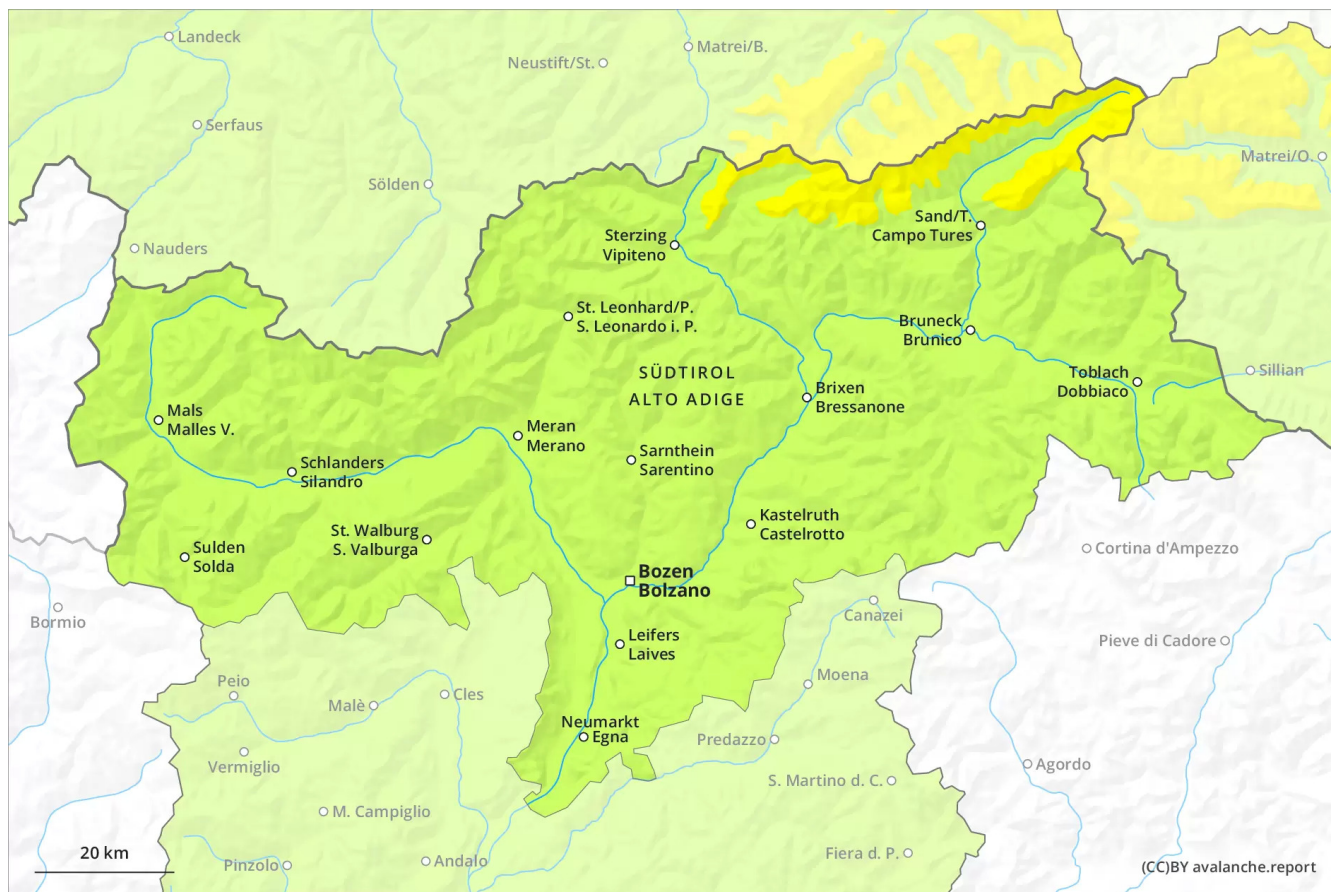 Landeck
Matrei/B.
Neustift/St.
Serfaus
Matrei/O.
Sölden
Sand/T.
Campo Tures
Sterzing
Vipiteno
Nauders
St. Leonhard/P.
S. Leonardo i. P.
Bruneck
Brunico
SÜDTIROL
ALTO ADIGE
Toblach
Dobbiaco
Sillian
Brixen
Bressanone
Mals
Malles V.
Meran
Merano
Sarnthein
Sarentino
Schlanders
Silandro
Kastelruth
Castelrotto
St. Walburg
S. Valburga
Sulden
Solda
Cortina d'Ampezzo
Bozen
Bolzano
Bormio
Canazei
Leifers
Laives
Pieve di Cadore
Peio
Moena
Cles
Malè
Neumarkt
Egna
Predazzo
Vermiglio
Agordo
S. Martino d. C.
M. Campiglio
20 km
Pinzolo
Andalo
Fiera d. P.
(CC)BY avalanche.report